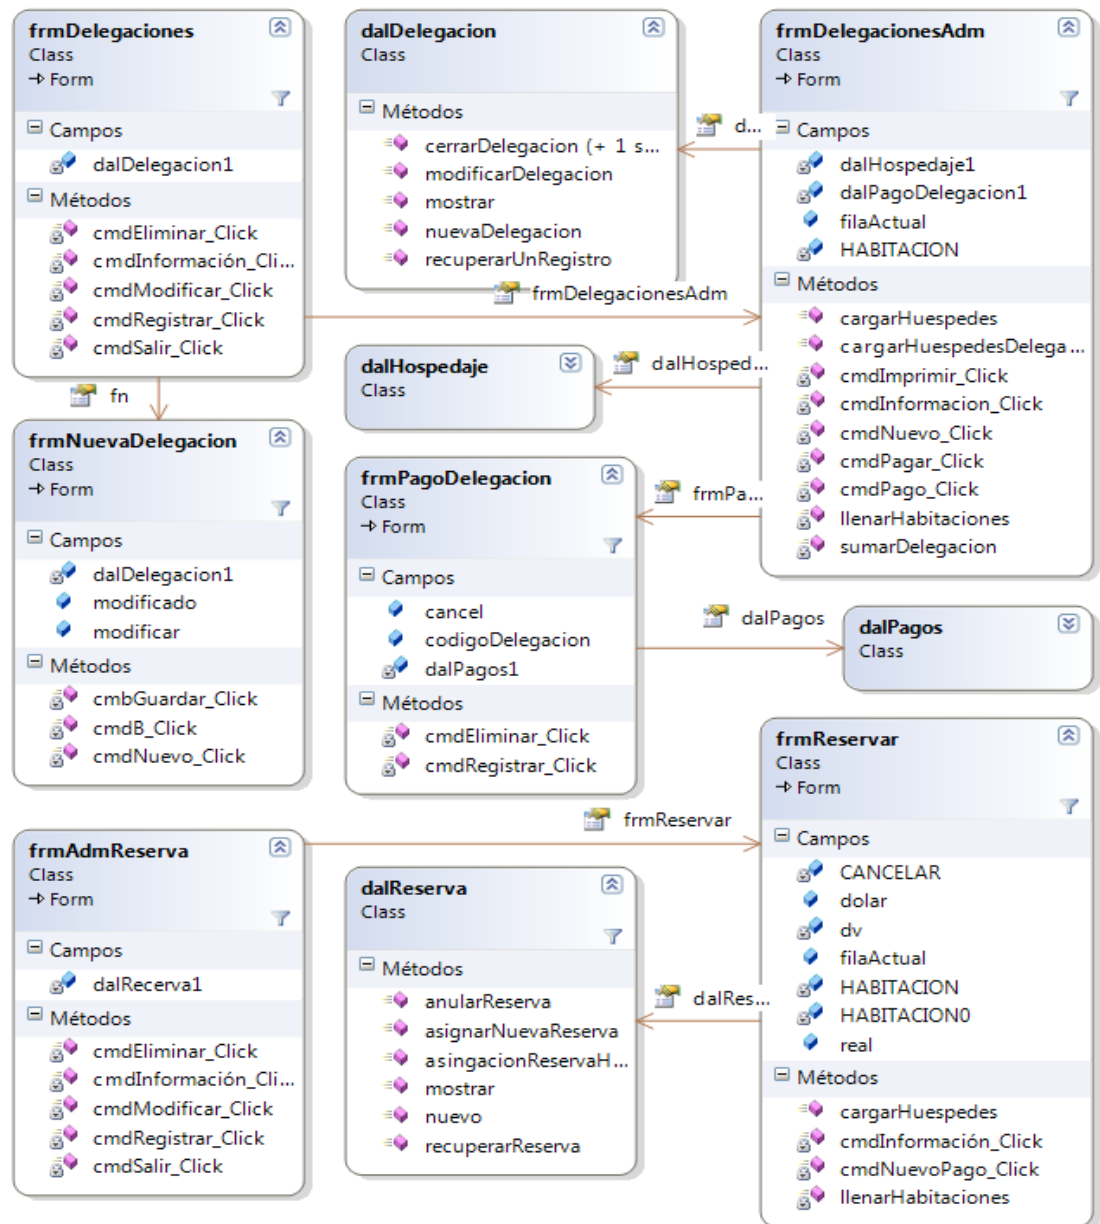 frmDelegaciones
Class
Form
Campos
dalDelegacion1
Métodos
cmdEliminar_Click
cmdInformación_Cli...
cmdModificar_Click
cmdRegistrar_Click
cmdSalir_Click
dalDelegacion
Class
Métodos
cerrarDelegacion (+ 1 s...
modificarDelegacion
mostrar
nuevaDelegacion
recuperarUnRegistro
d...
frmDelegacionesAdm
Class
Form
Campos
dalHospedaje1
dalPagoDelegacion1
filaActual
HABITACION
Métodos
cargarHuespedes
cargarHuespedesDelega...
cmdImprimir_Click
cmdInformacion_Click
cmdNuevo_Click
cmdPagar_Click
cmdPago_Click
llenarHabitaciones
sumarDelegacion
frmDelegacionesAdm
fn
dalHospedaje
Class
dalHosped...
frmNuevaDelegacion
Class
Form
Campos
dalDelegacion1
modificado
modificar
Métodos
cmbGuardar_Click
cmdB_Click
cmdNuevo_Click
frmPagoDelegacion
Class
Form
Campos
cancel
codigoDelegacion
dalPagos1
Métodos
cmdEliminar_Click
cmdRegistrar_Click
frmPa...
dalPagos
dalPagos
Class
frmAdmReserva
Class
Form
Campos
dalRecerva1
Métodos
cmdEliminar_Click
cmdInformación_Cli...
cmdModificar_Click
cmdRegistrar_Click
cmdSalir_Click
frmReservar
dalReserva
Class
Métodos
anularReserva
asignarNuevaReserva
asingacionReservaH...
mostrar
nuevo
recuperarReserva
dalRes...
frmReservar
Class
Form
Campos
CANCELAR
dolar
dv
filaActual
HABITACION
HABITACION0
real
Métodos
cargarHuespedes
cmdInformación_Click
cmdNuevoPago_Click
llenarHabitaciones